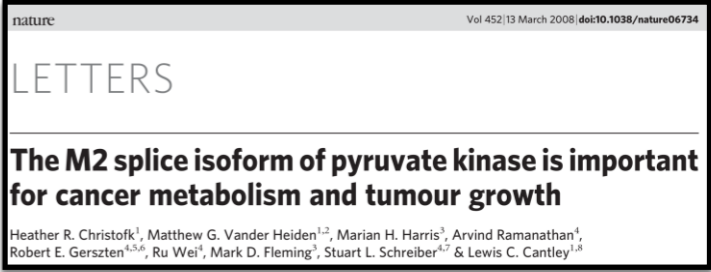 nature
Vol 452|13 March 2008|doi:10.1038/nature06734
LETTERS
The M2 splice isoform of pyruvate kinase is important
for cancer metabolism and tumour growth
Heather R. Christofk¹, Matthew G. Vander Heiden¹,², Marian H. Harris³, Arvind Ramanathan⁴,
Robert E. Gerszten⁴,⁵,⁶, Ru Wei⁴, Mark D. Fleming³, Stuart L. Schreiber⁴,⁷ & Lewis C. Cantley¹,⁸